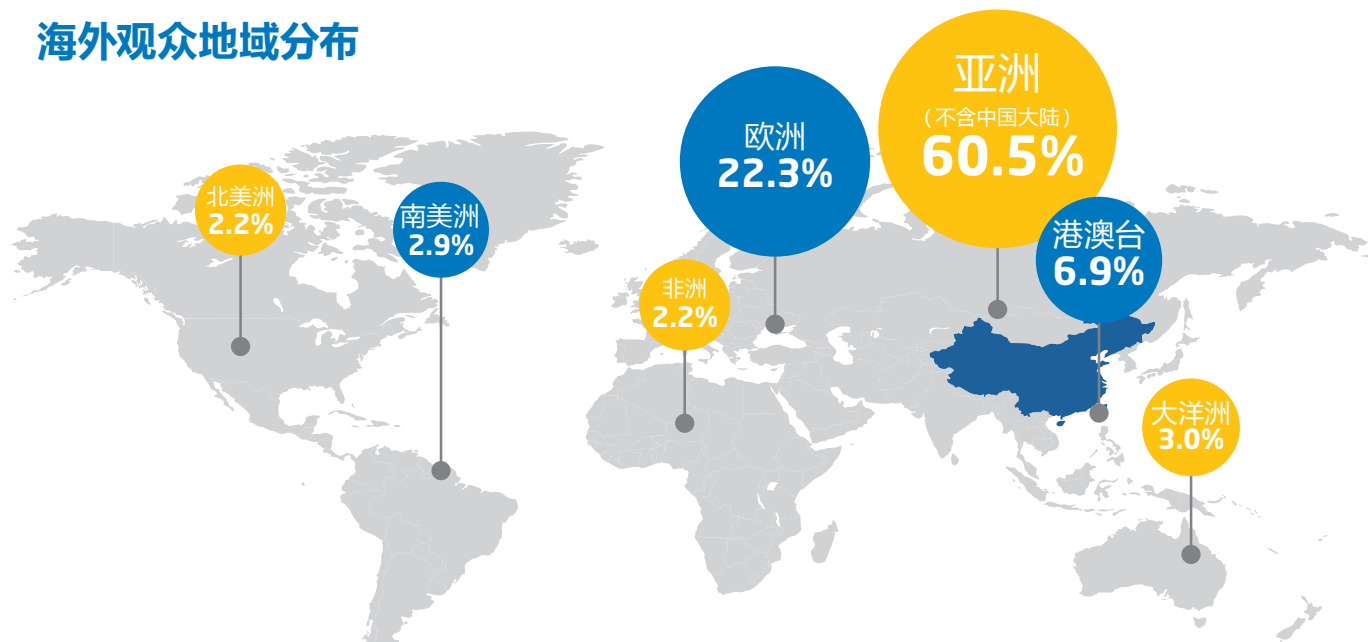 海外观众地域分布
亚洲
（不含中国大陆）
60.5%
欧洲
22.3%
北美洲
2.2%
南美洲
2.9%
港澳台
6.9%
非洲
2.2%
大洋洲
3.0%